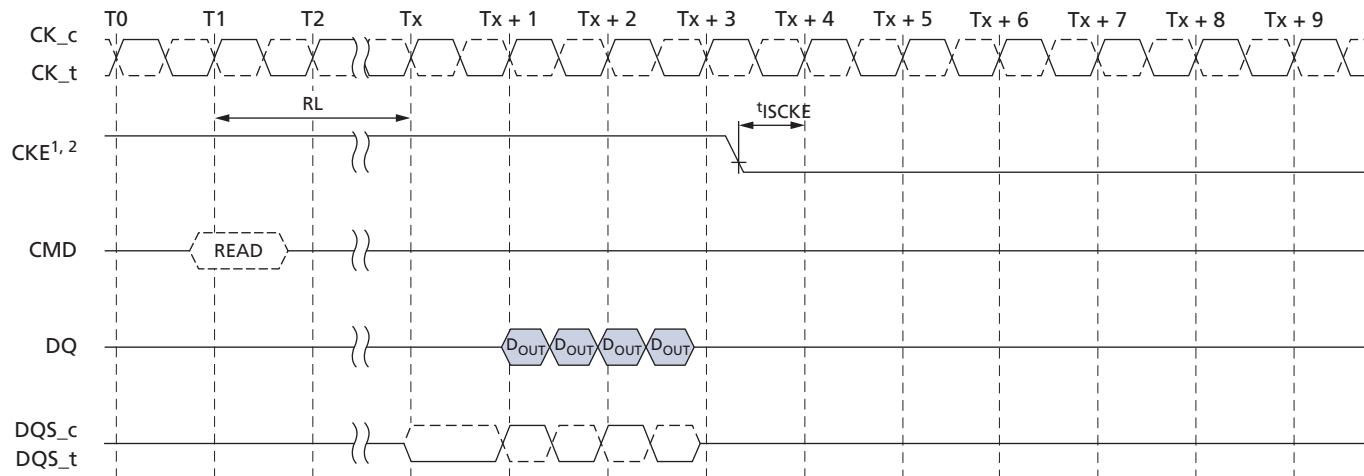 T0 T1 T2 Tx Tx + 1 Tx + 2 Tx + 3 Tx + 4 Tx + 5 Tx + 6 Tx + 7 Tx + 8 Tx + 9
CK_c
CK_t
RL
tISCKE
CKE1, 2
CMD
READ
DQ
DOUT DOUT DOUT DOUT
DQS_c
DQS_t